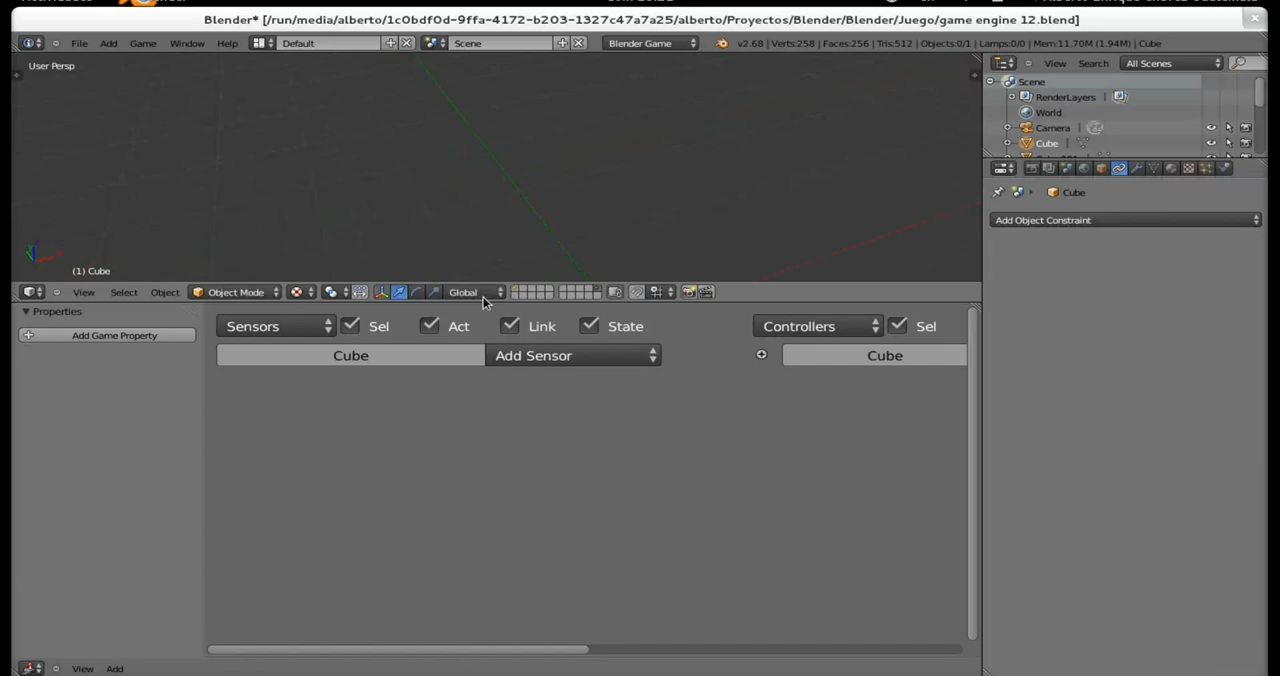 Blender* [/run/media/alberto/1c0bdf0d-9ffa-4172-b203-1327c47a7a25/alberto/Proyectos/Blender/Blender/Juego/game engine 12.blend]
File Add Game Window Help Default Scene Blender Game v2.68 | Verts:258 | Faces:256 | Tris:512 | Objects:0/1 | Lamps:0/0 | Mem:11.70M (1.94M) | Cube
User Persp
View Search All Scenes
Scene
RenderLayers
World
Camera
Cube
Cube
Add Object Constraint
(1) Cube
View Select Object Object Mode Global
Properties
Add Game Property
Sensors Sel Act Link State Controllers Sel
Cube Add Sensor Cube
View Add